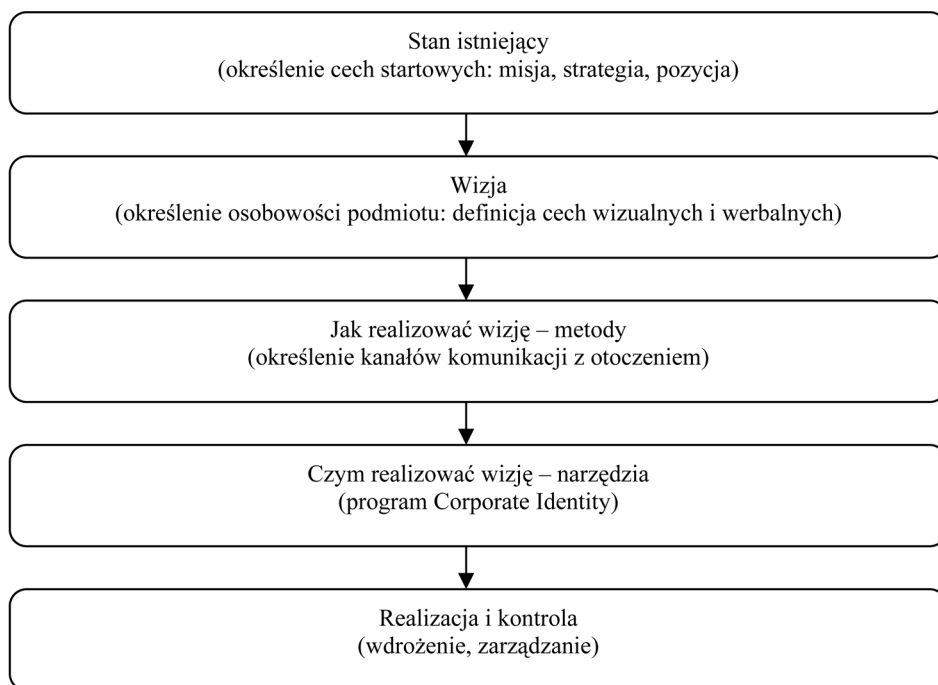 Stan istniejący
(określenie cech startowych: misja, strategia, pozycja)
Wizja
(określenie osobowości podmiotu: definicja cech wizualnych i werbalnych)
Jak realizować wizję – metody
(określenie kanałów komunikacji z otoczeniem)
Czym realizować wizję – narzędzia
(program Corporate Identity)
Realizacja i kontrola
(wdrożenie, zarządzanie)